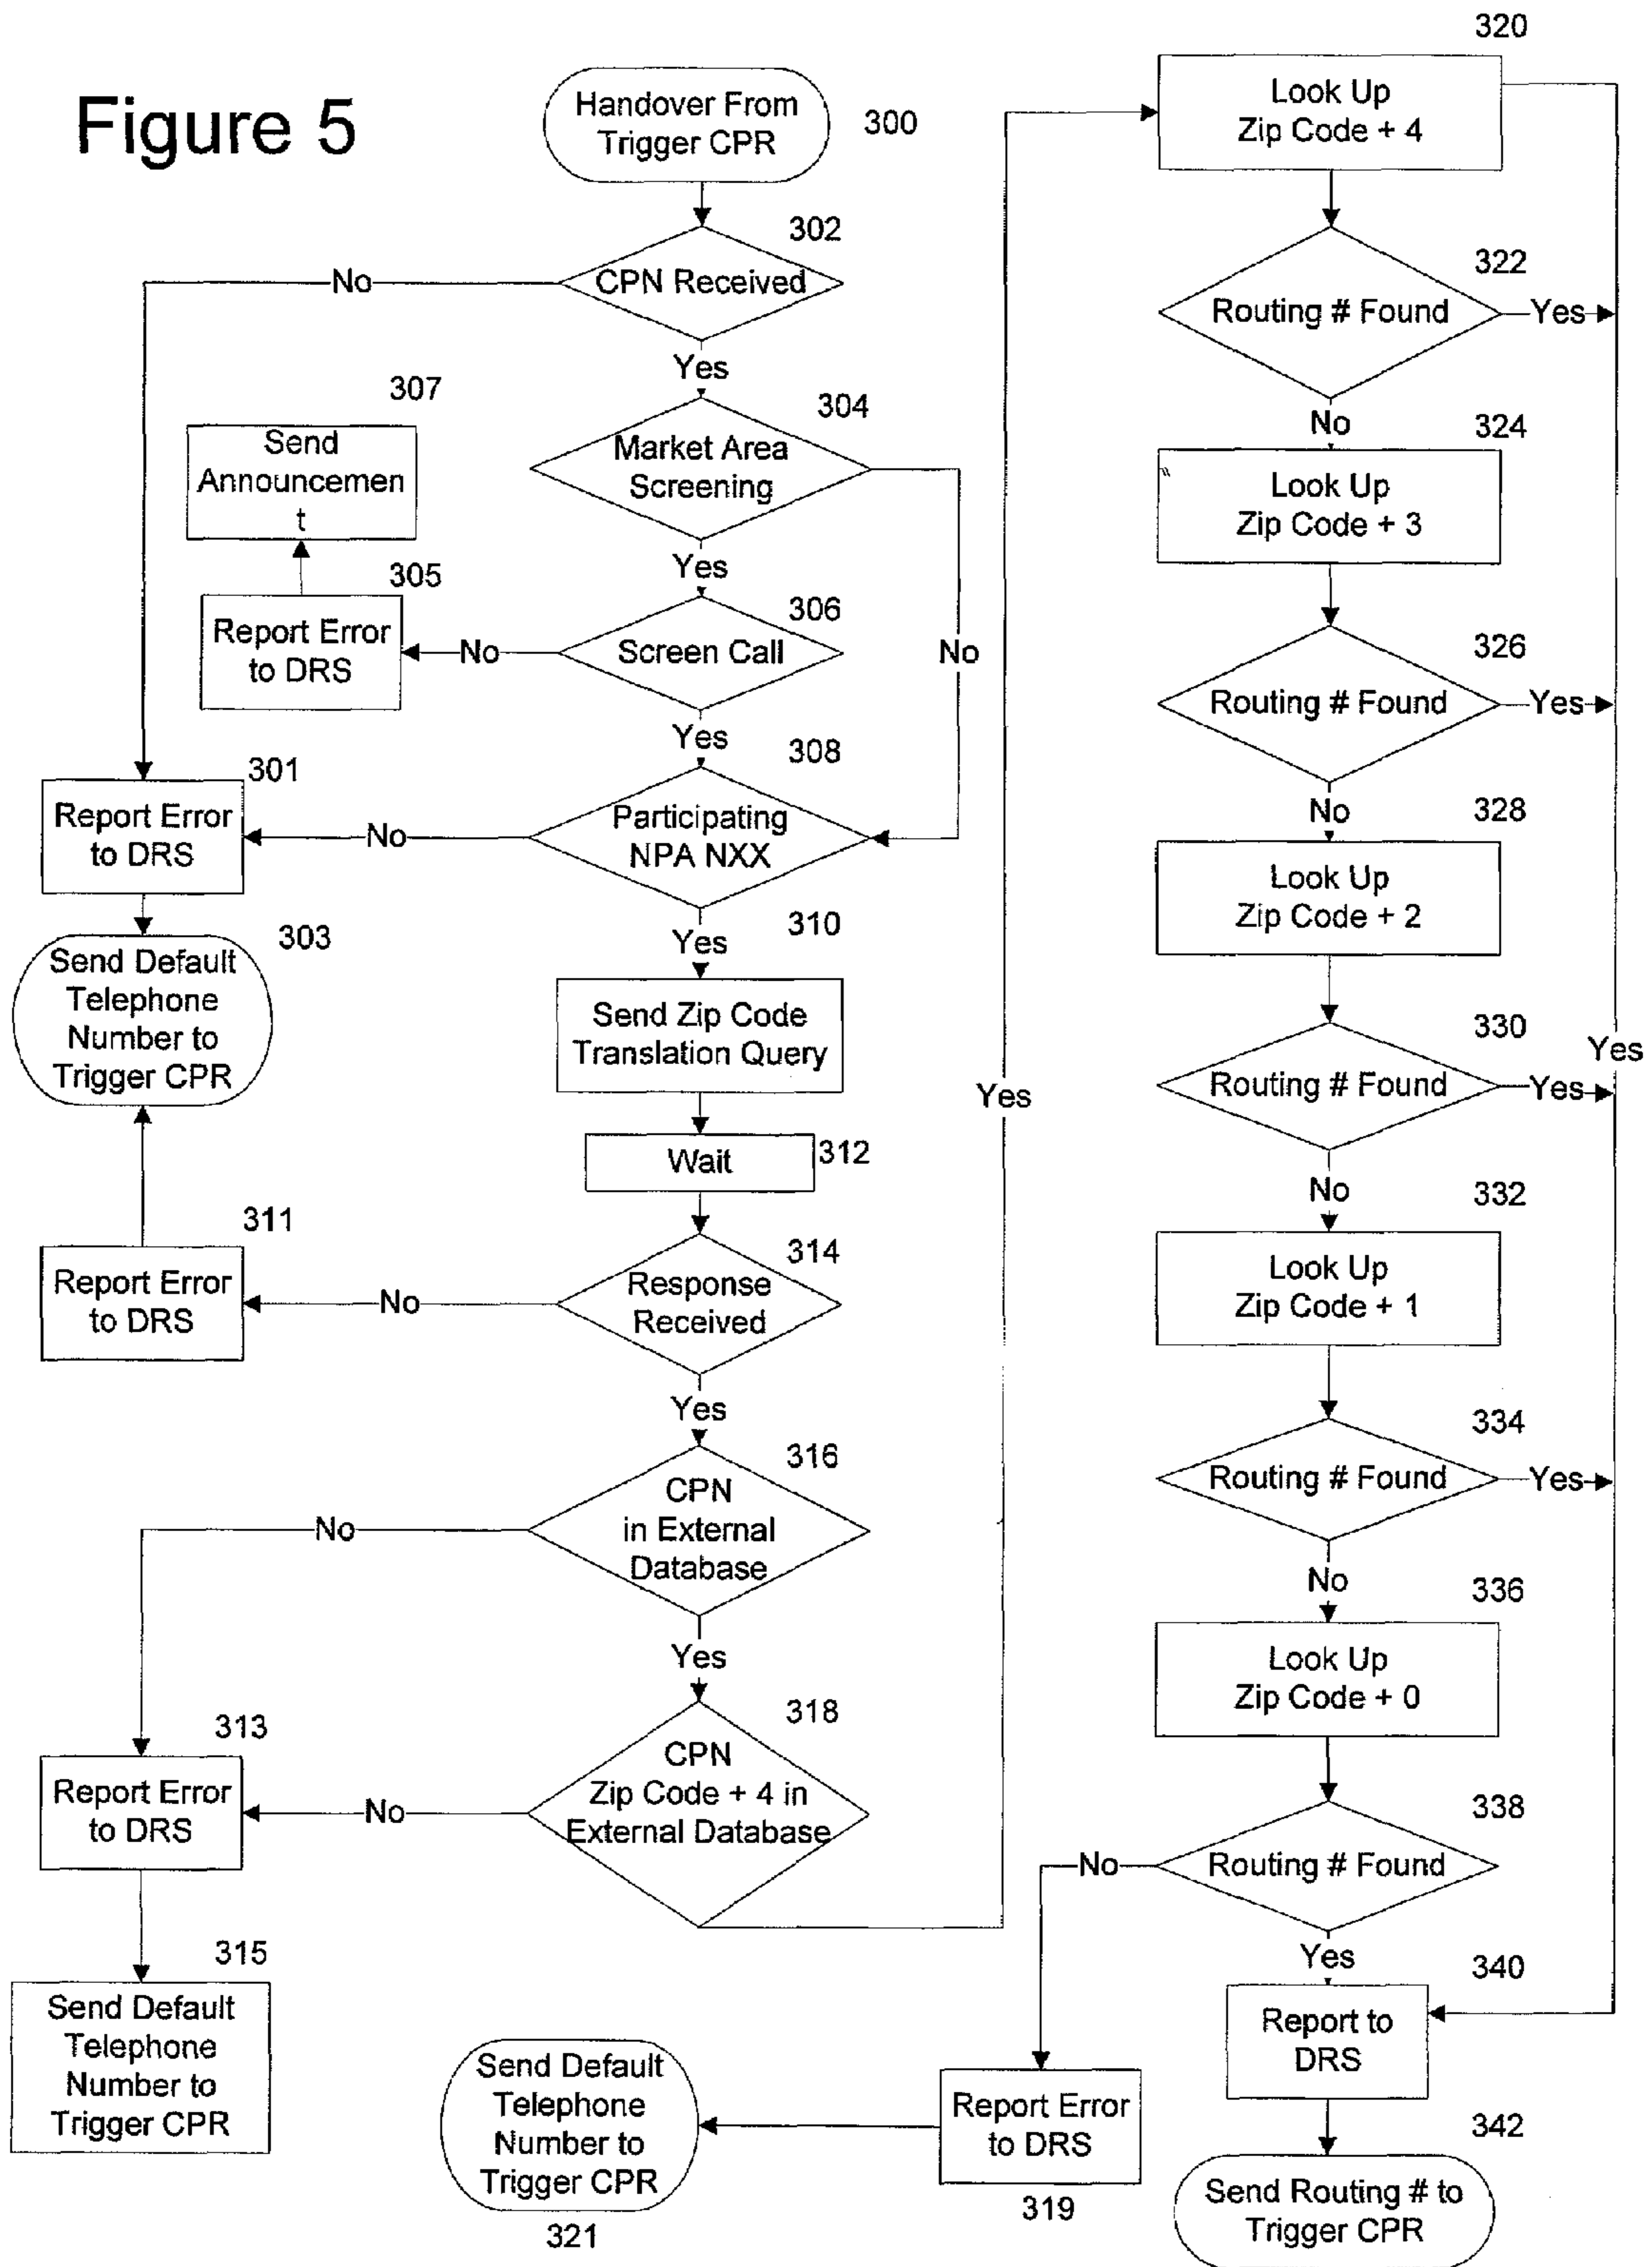 Figure 5
Handover From
Trigger CPR
300
302
CPN Received
No
Yes
307
Send
Announcemen
t
304
Market Area
Screening
Yes
No
305
Report Error
to DRS
No
306
Screen Call
Yes
301
Report Error
to DRS
No
308
Participating
NPA NXX
303
Send Default
Telephone
Number to
Trigger CPR
310
Yes
Send Zip Code
Translation Query
Wait
312
311
Report Error
to DRS
No
314
Response
Received
Yes
316
CPN
in External
Database
No
Yes
313
Report Error
to DRS
No
318
CPN
Zip Code + 4 in
External Database
Yes
315
Send Default
Telephone
Number to
Trigger CPR
320
Look Up
Zip Code + 4
322
Routing # Found
Yes
No
324
Look Up
Zip Code + 3
326
Routing # Found
Yes
No
328
Look Up
Zip Code + 2
330
Routing # Found
Yes
Yes
No
332
Look Up
Zip Code + 1
334
Routing # Found
Yes
No
336
Look Up
Zip Code + 0
338
Routing # Found
No
Yes
340
Report to
DRS
342
Send Routing # to
Trigger CPR
Report Error
to DRS
319
Send Default
Telephone
Number to
Trigger CPR
321